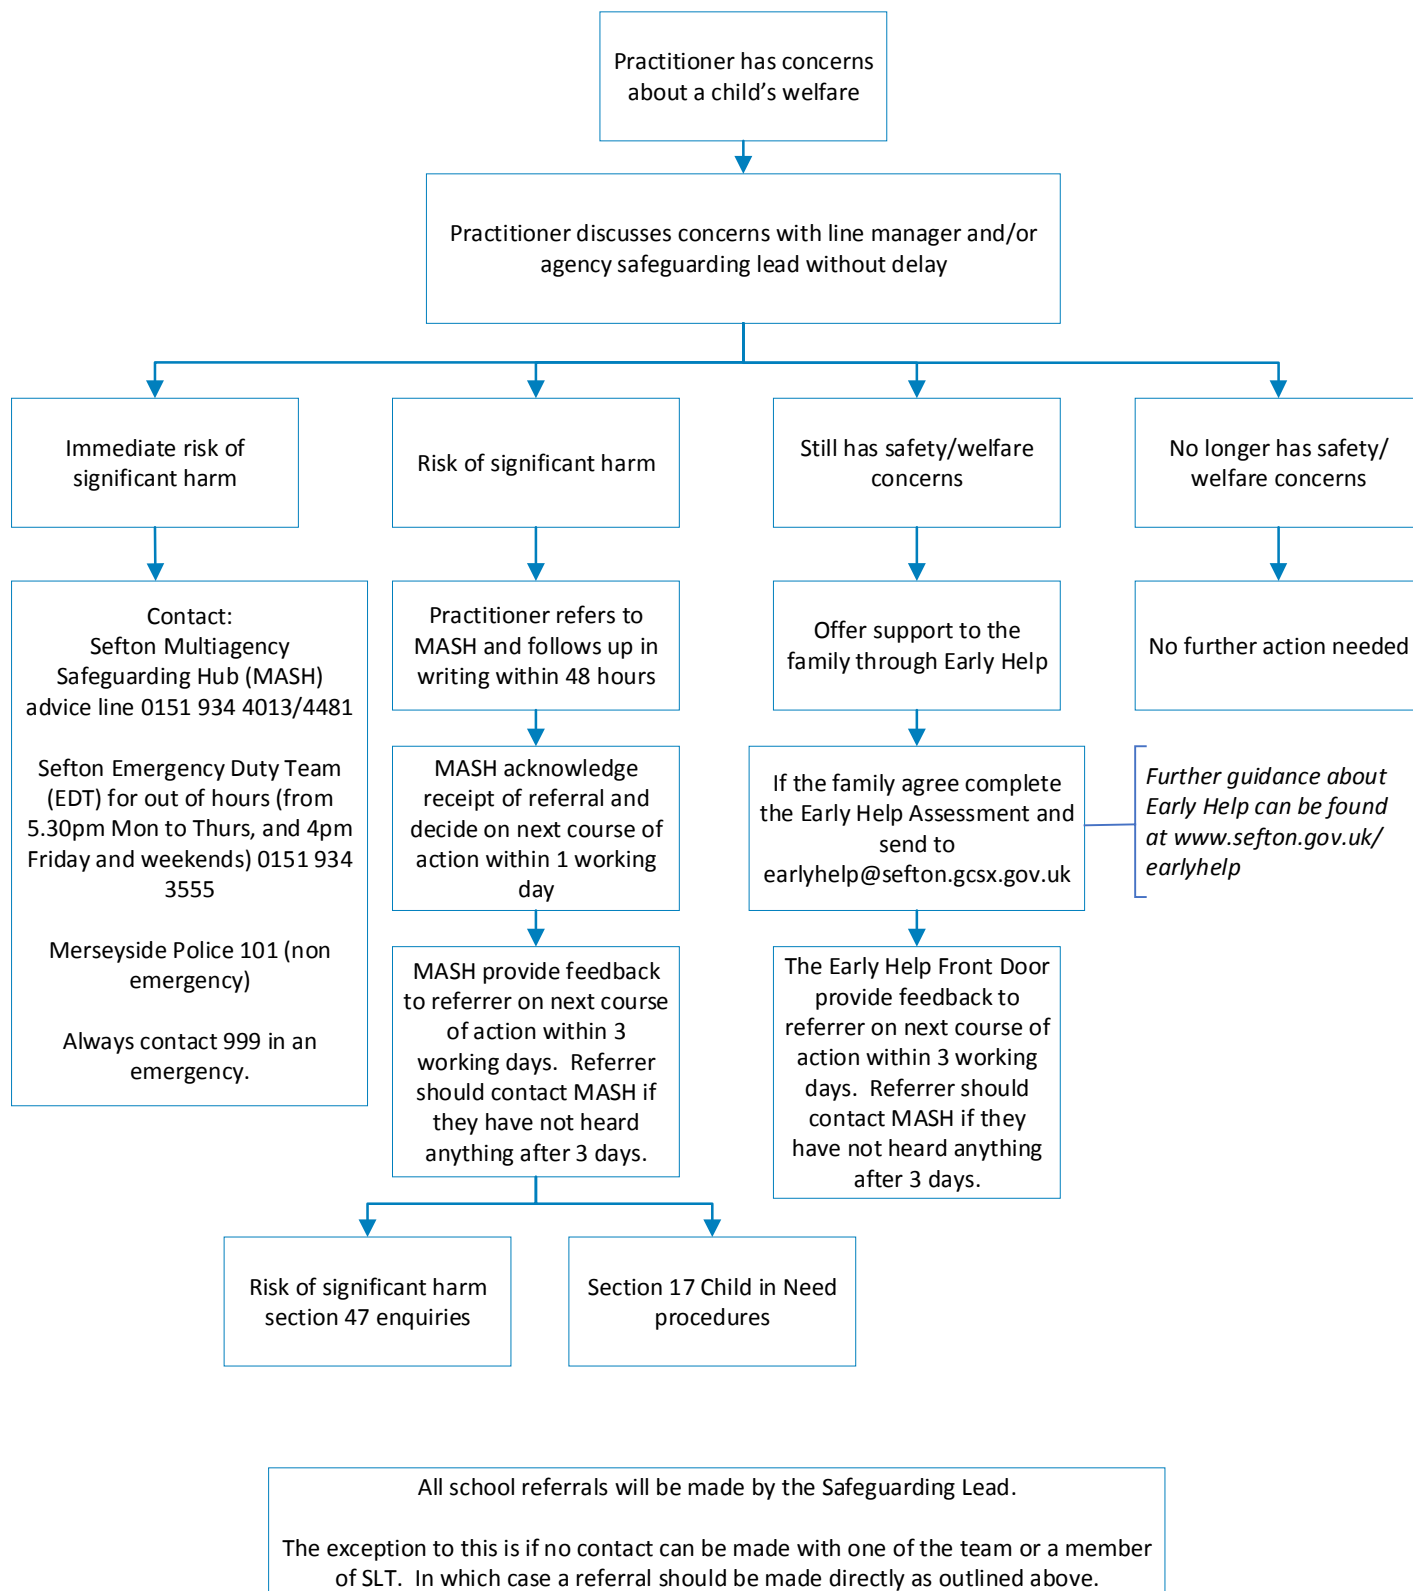 Practitioner has concerns
about a child’s welfare
Practitioner discusses concerns with line manager and/or
agency safeguarding lead without delay
Immediate risk of
significant harm
Risk of significant harm
Still has safety/welfare
concerns
No longer has safety/
welfare concerns
Contact:
Sefton Multiagency
Safeguarding Hub (MASH)
advice line 0151 934 4013/4481
Sefton Emergency Duty Team
(EDT) for out of hours (from
5.30pm Mon to Thurs, and 4pm
Friday and weekends) 0151 934
3555
Merseyside Police 101 (non
emergency)
Always contact 999 in an
emergency.
Practitioner refers to
MASH and follows up in
writing within 48 hours
Offer support to the
family through Early Help
No further action needed
MASH acknowledge
receipt of referral and
decide on next course of
action within 1 working
day
If the family agree complete
the Early Help Assessment and
send to
earlyhelp@sefton.gcsx.gov.uk
Further guidance about
Early Help can be found
at www.sefton.gov.uk/
earlyhelp
MASH provide feedback
to referrer on next course
of action within 3
working days.  Referrer
should contact MASH if
they have not heard
anything after 3 days.
The Early Help Front Door
provide feedback to
referrer on next course of
action within 3 working
days.  Referrer should
contact MASH if they
have not heard anything
after 3 days.
Risk of significant harm
section 47 enquiries
Section 17 Child in Need
procedures
All school referrals will be made by the Safeguarding Lead.
The exception to this is if no contact can be made with one of the team or a member
of SLT.  In which case a referral should be made directly as outlined above.